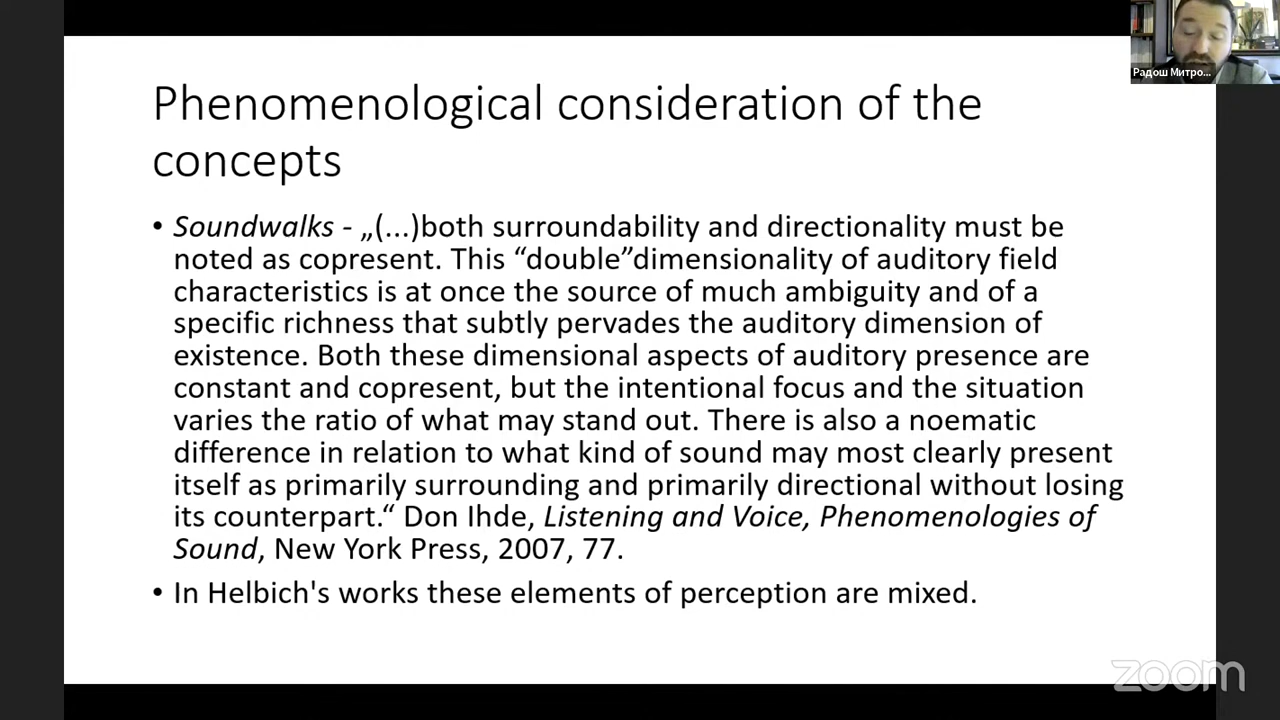 Радош Митро...
Phenomenological consideration of the
concepts
• Soundwalks - „(...)both surroundability and directionality must be
noted as copresent. This “double”dimensionality of auditory field
characteristics is at once the source of much ambiguity and of a
specific richness that subtly pervades the auditory dimension of
existence. Both these dimensional aspects of auditory presence are
constant and copresent, but the intentional focus and the situation
varies the ratio of what may stand out. There is also a noematic
difference in relation to what kind of sound may most clearly present
itself as primarily surrounding and primarily directional without losing
its counterpart.“ Don Ihde, Listening and Voice, Phenomenologies of
Sound, New York Press, 2007, 77.
• In Helbich's works these elements of perception are mixed.
zoom